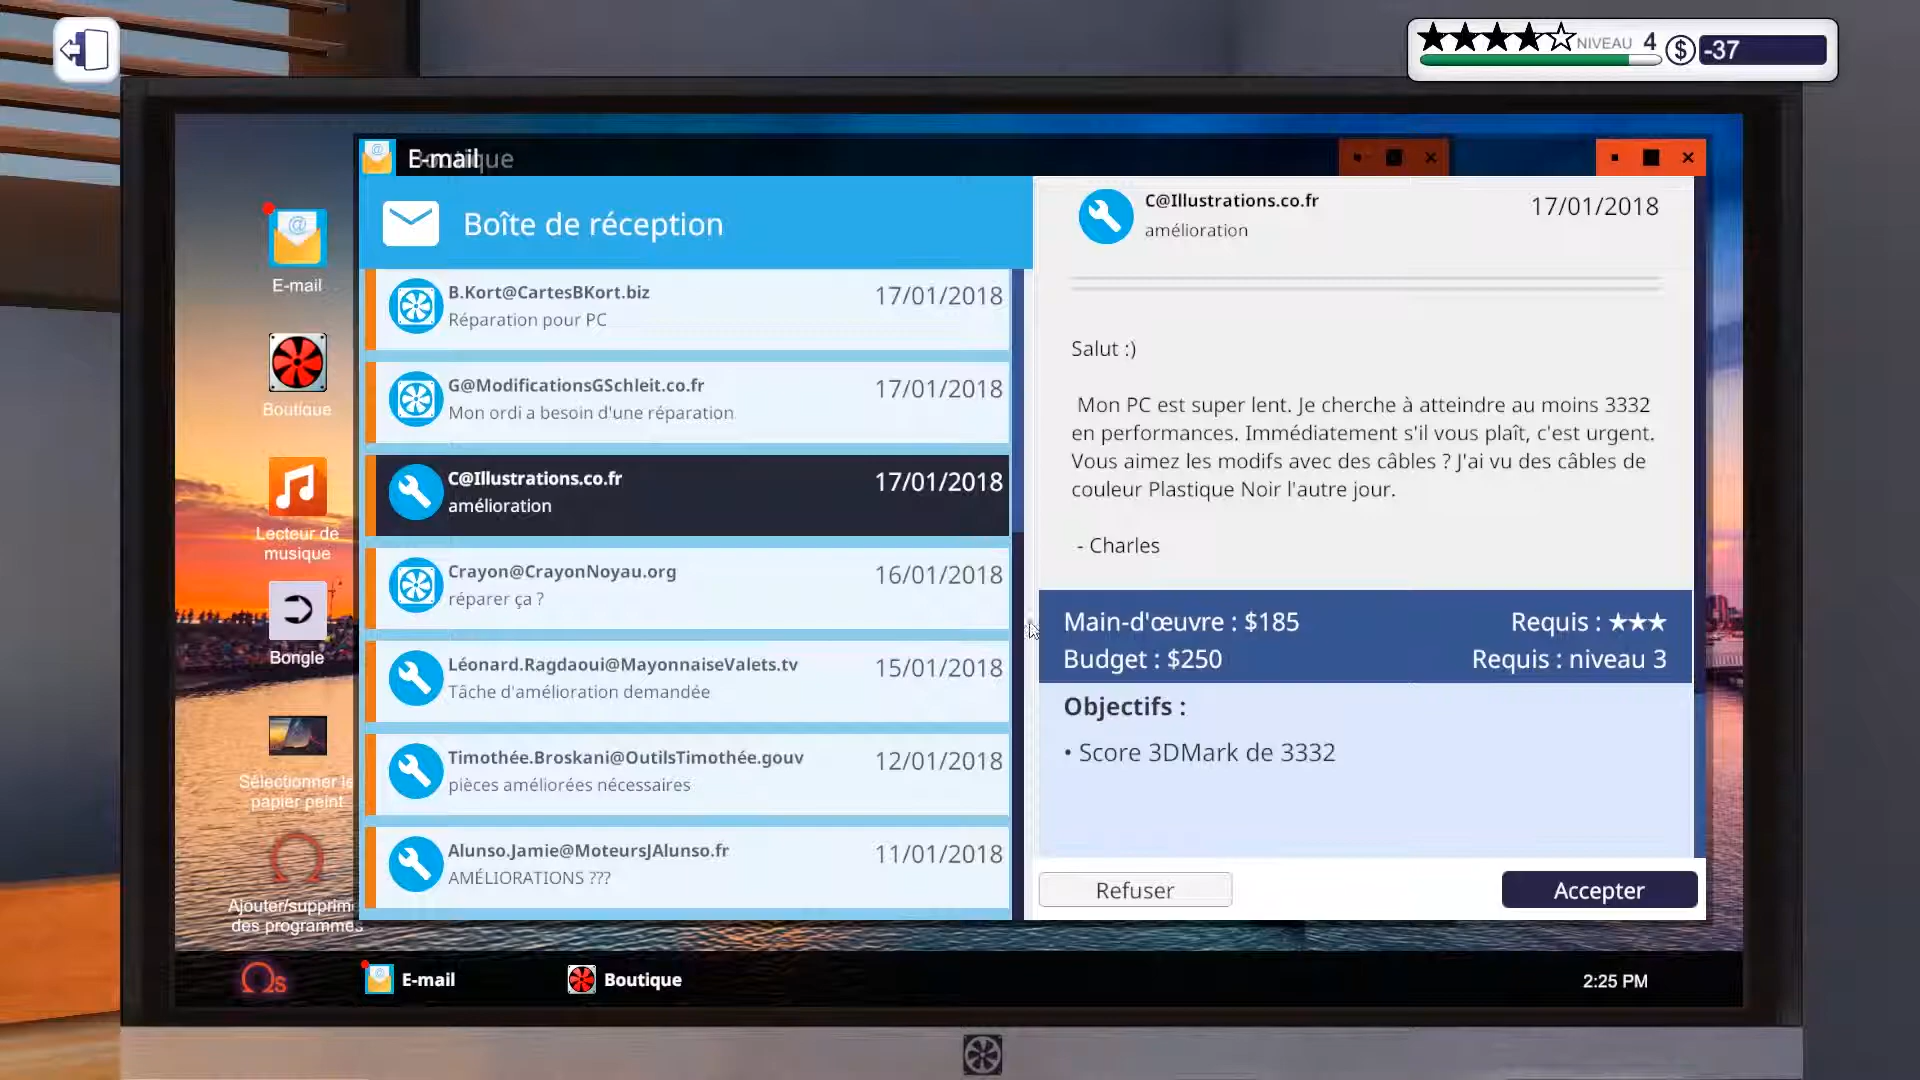 NIVEAU 4
-37
E-mail
Boîte de réception
B.Kort@CartesBKort.biz
17/01/2018
Réparation pour PC
G@ModificationsGSchleit.co.fr
17/01/2018
Mon ordi a besoin d'une réparation
C@Illustrations.co.fr
17/01/2018
amélioration
Crayon@CrayonNoyau.org
16/01/2018
réparer ça ?
Léonard.Ragdaoui@MayonnaiseValets.tv
15/01/2018
Tâche d'amélioration demandée
Timothée.Broskani@OutilsTimothée.gouv
12/01/2018
pièces améliorées nécessaires
Alunso.Jamie@MoteursJAlunso.fr
11/01/2018
AMÉLIORATIONS ???
C@Illustrations.co.fr
17/01/2018
amélioration
Salut :)
Mon PC est super lent. Je cherche à atteindre au moins 3332
en performances. Immédiatement s'il vous plaît, c'est urgent.
Vous aimez les modifs avec des câbles ? J'ai vu des câbles de
couleur Plastique Noir l'autre jour.
- Charles
Main-d'œuvre : $185
Requis : ★★★
Budget : $250
Requis : niveau 3
Objectifs :
• Score 3DMark de 3332
Refuser
Accepter
E-mail
Boutique
Lecteur de
musique
Bongle
Sélectionner le
papier peint
Ajouter/supprim
des programmes
Ωs
E-mail
Boutique
2:25 PM